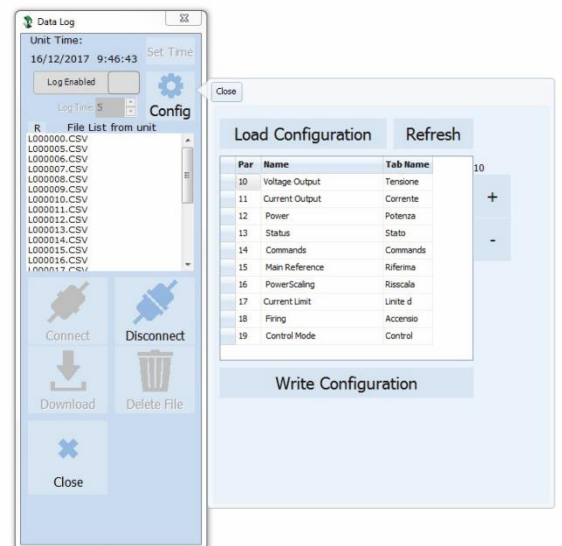 Data Log
Unit Time:
16/12/2017 9:46:43
Set Time
Log Enabled
Log Time 5
Config
R File List from unit
L000000.CSV
L000005.CSV
L000006.CSV
L000007.CSV
L000008.CSV
L000009.CSV
L000010.CSV
L000011.CSV
L000012.CSV
L000013.CSV
L000014.CSV
L000015.CSV
L000016.CSV
L000017.CSV
Connect
Disconnect
Download
Delete File
Close
Close
Load Configuration
Refresh
Par Name Tab Name
10 Voltage Output Tensione
11 Current Output Corrente
12 Power Potenza
13 Status Stato
14 Commands Commands
15 Main Reference Riferima
16 PowerScaling Risscala
17 Current Limit Linite d
18 Firing Accensio
19 Control Mode Control
10
+
-
Write Configuration